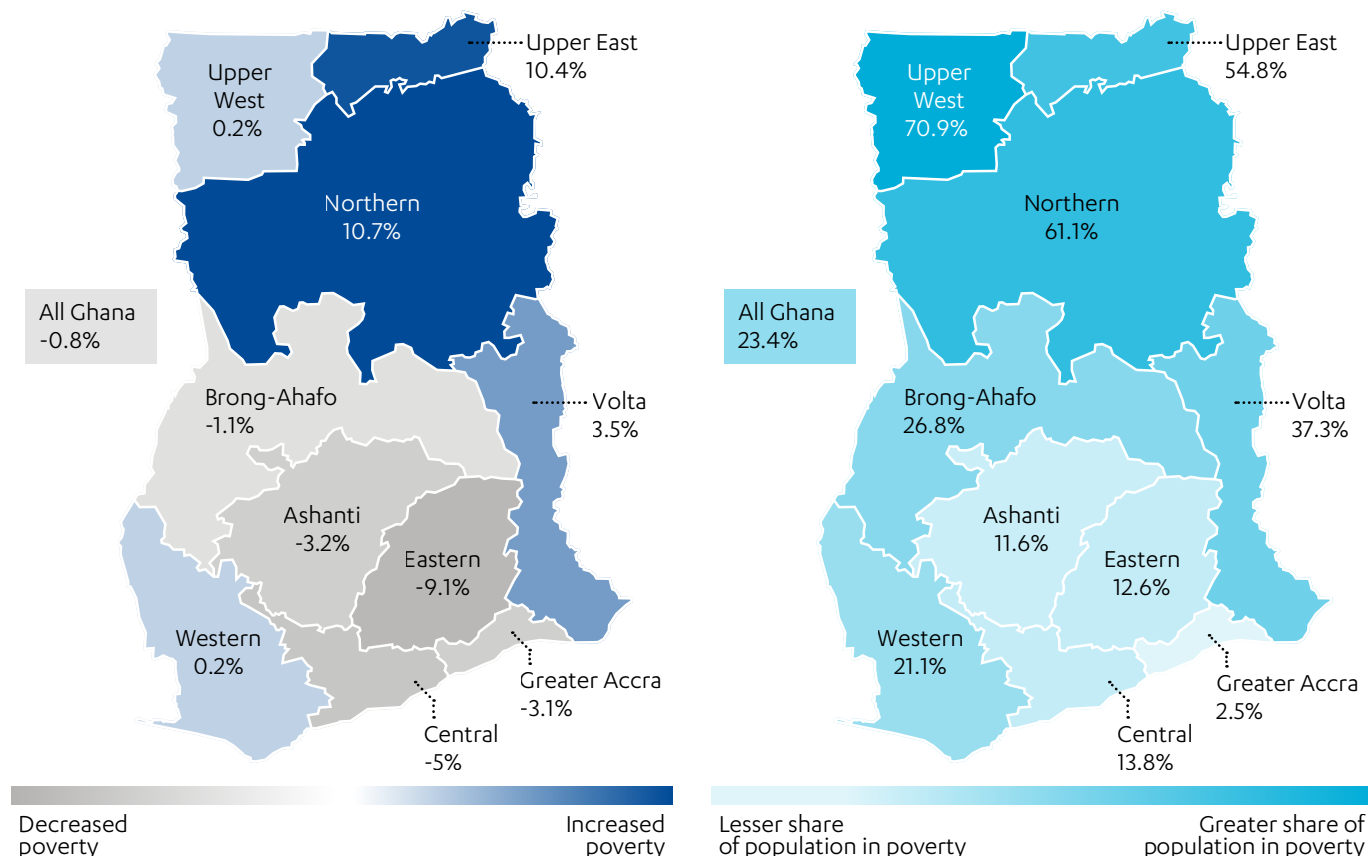 Upper East
10.4%
Upper
West
0.2%
Northern
10.7%
All Ghana
-0.8%
Brong-Ahafo
-1.1%
Volta
3.5%
Ashanti
-3.2%
Eastern
-9.1%
Western
0.2%
Greater Accra
-3.1%
Central
-5%
Decreased
poverty
Increased
poverty
Upper East
54.8%
Upper
West
70.9%
Northern
61.1%
All Ghana
23.4%
Brong-Ahafo
26.8%
Volta
37.3%
Ashanti
11.6%
Eastern
12.6%
Western
21.1%
Greater Accra
2.5%
Central
13.8%
Lesser share
of population in poverty
Greater share of
population in poverty